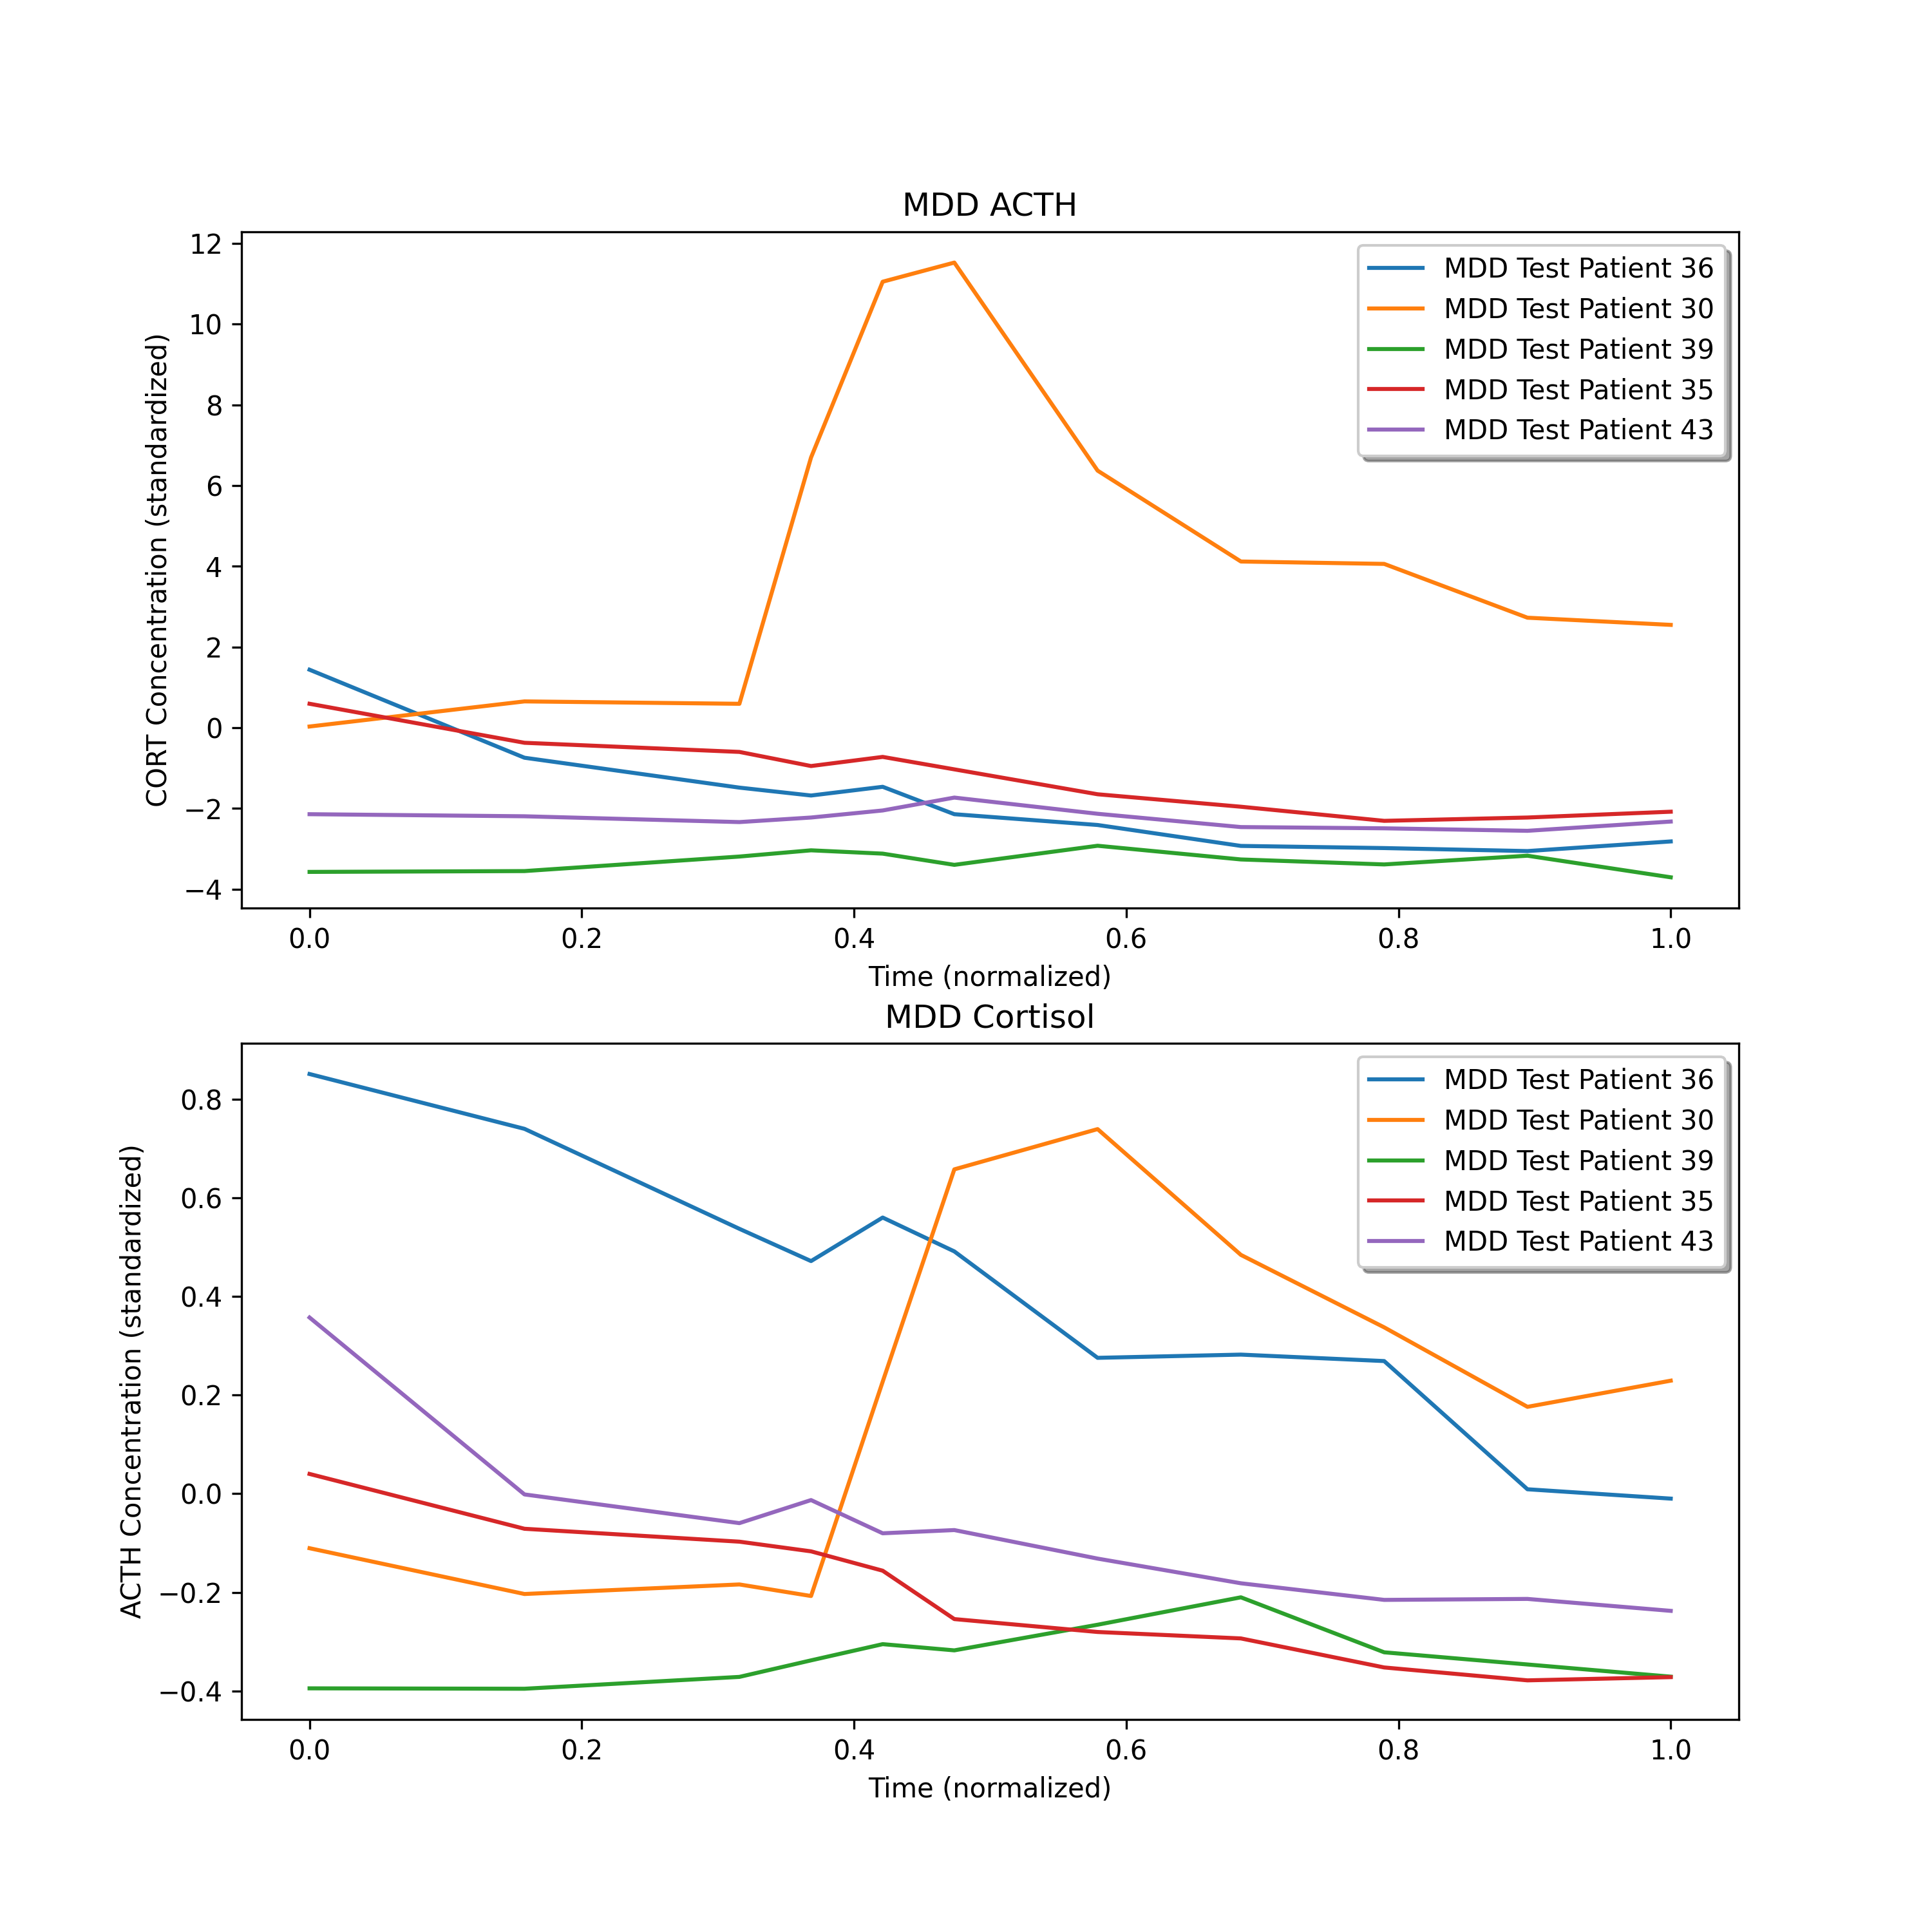 MDD ACTH
CORT Concentration (standardized)
12
10
8
6
4
2
0
−2
−4
MDD Test Patient 36
MDD Test Patient 30
MDD Test Patient 39
MDD Test Patient 35
MDD Test Patient 43
0.0 0.2 0.4 0.6 0.8 1.0
Time (normalized)
MDD Cortisol
ACTH Concentration (standardized)
0.8
0.6
0.4
0.2
0.0
−0.2
−0.4
MDD Test Patient 36
MDD Test Patient 30
MDD Test Patient 39
MDD Test Patient 35
MDD Test Patient 43
0.0 0.2 0.4 0.6 0.8 1.0
Time (normalized)